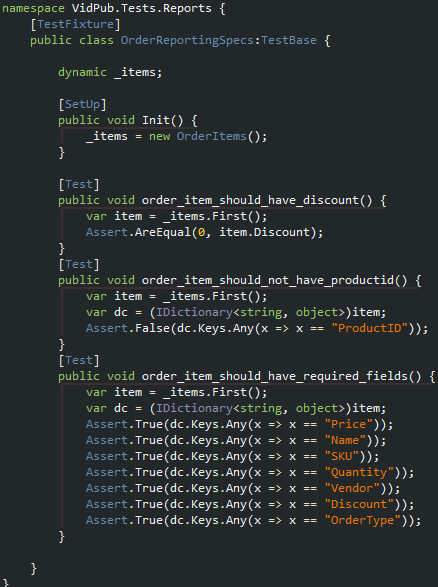 namespace VidPub.Tests.Reports {
[TestFixture]
public class OrderReportingSpecs:TestBase {
dynamic _items;
[SetUp]
public void Init() {
_items = new OrderItems();
}
[Test]
public void order_item_should_have_discount() {
var item = _items.First();
Assert.AreEqual(0, item.Discount);
}
[Test]
public void order_item_should_not_have_productid() {
var item = _items.First();
var dc = (IDictionary<string, object>)item;
Assert.False(dc.Keys.Any(x => x == "ProductID"));
}
[Test]
public void order_item_should_have_required_fields() {
var item = _items.First();
var dc = (IDictionary<string, object>)item;
Assert.True(dc.Keys.Any(x => x == "Price"));
Assert.True(dc.Keys.Any(x => x == "Name"));
Assert.True(dc.Keys.Any(x => x == "SKU"));
Assert.True(dc.Keys.Any(x => x == "Quantity"));
Assert.True(dc.Keys.Any(x => x == "Vendor"));
Assert.True(dc.Keys.Any(x => x == "Discount"));
Assert.True(dc.Keys.Any(x => x == "OrderType"));
}
}
}